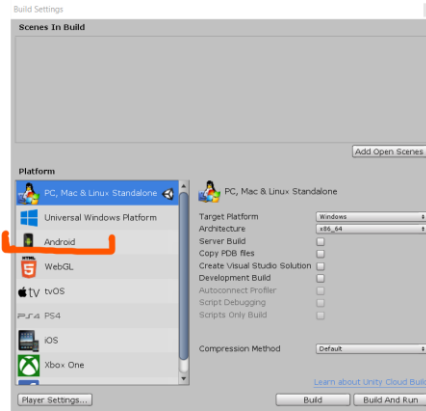 Build Settings
Scenes In Build
Add Open Scenes
Platform
PC, Mac & Linux Standalone
Universal Windows Platform
Android
WebGL
tvOS
PS4
iOS
Xbox One
PC, Mac & Linux Standalone
Target Platform Windows
Architecture x86_64
Server Build
Copy PDB files
Create Visual Studio Solution
Development Build
Autoconnect Profiler
Script Debugging
Scripts Only Build
Compression Method Default
Learn about Unity Cloud Build
Player Settings...
Build
Build And Run